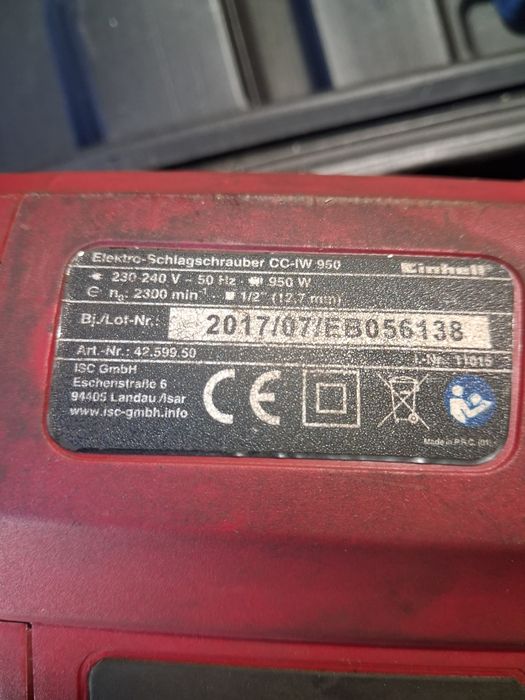 Elektro-Schlagschrauber CC-IW 950
Einhell
230-240 V ~ 50 Hz 950 W
n₀: 2300 min⁻¹ 1/2" (12,7 mm)
Bj./Lot-Nr.: 2017/07/EB056138
Art.-Nr.: 42.599.50 I.-Nr. 11015
ISC GmbH
Eschenstraße 6
94405 Landau /Isar
www.isc-gmbh.info
CE
Made in P.R.C. (01)